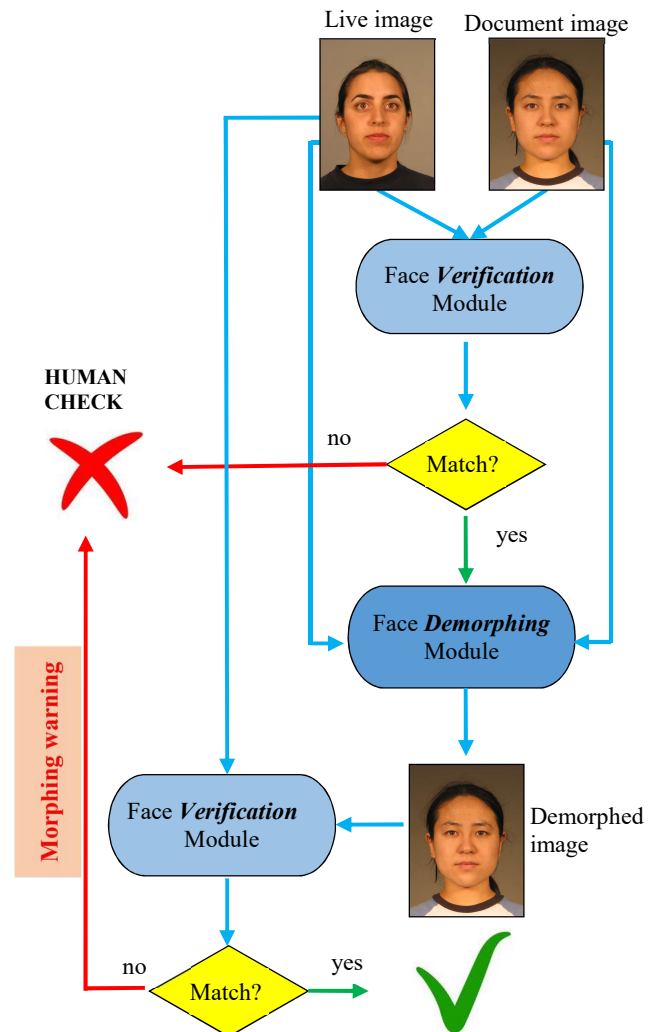 Live image
Document image
Face Verification
Module
HUMAN
CHECK
no
Match?
yes
Face Demorphing
Module
Morphing warning
Face Verification
Module
Demorphed
image
no
Match?
yes